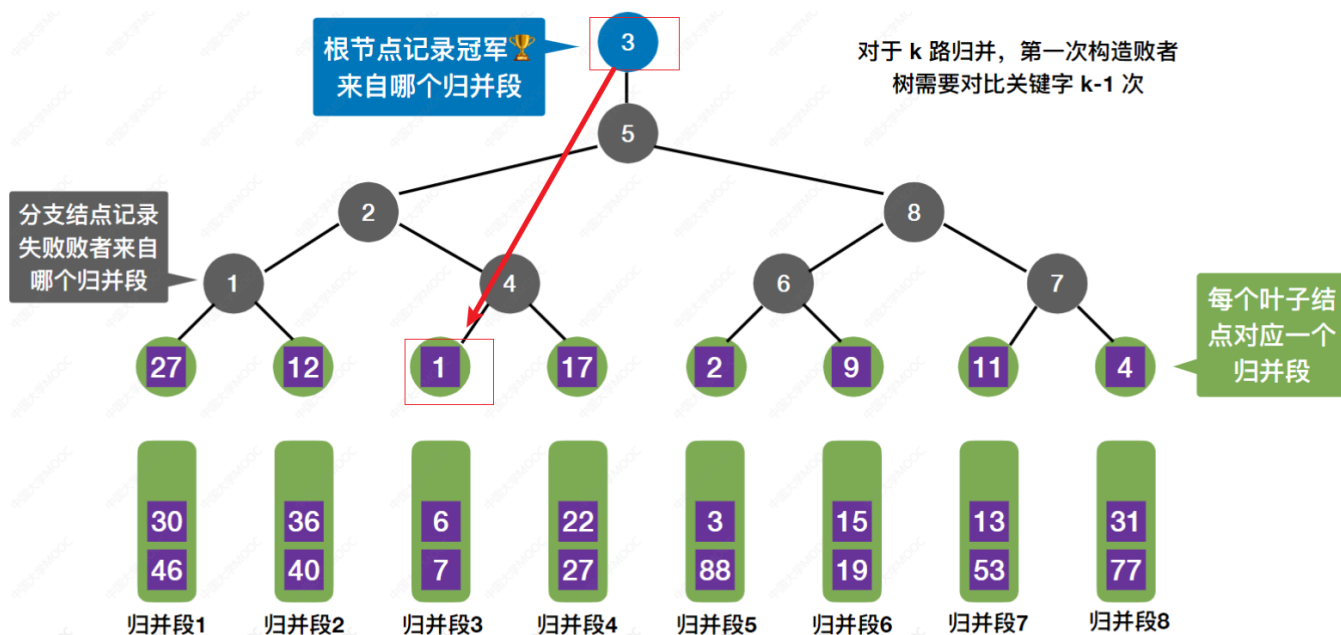 3
根节点记录冠军🏆
来自哪个归并段
对于 k 路归并，第一次构造败者
树需要对比关键字 k-1 次
5
2
8
分支结点记录
失败败者来自
哪个归并段
1
4
6
7
每个叶子结
点对应一个
归并段
27 12 1 17 2 9 11 4
30 36 6 22 3 15 13 31
46 40 7 27 88 19 53 77
归并段1 归并段2 归并段3 归并段4 归并段5 归并段6 归并段7 归并段8